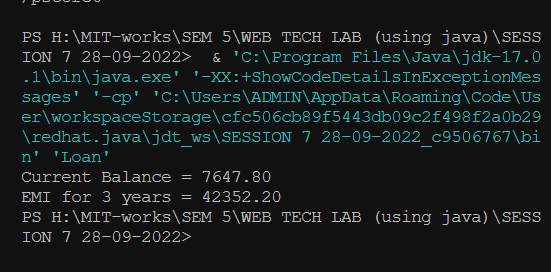 PS H:\MIT-works\SEM 5\WEB TECH LAB (using java)\SESS
ION 7 28-09-2022>  & 'C:\Program Files\Java\jdk-17.0
.1\bin\java.exe' '-XX:+ShowCodeDetailsInExceptionMes
sages' '-cp' 'C:\Users\ADMIN\AppData\Roaming\Code\Us
er\workspaceStorage\cfc506cb89f5443db09c2f498f2a0b29
\redhat.java\jdt_ws\SESSION 7 28-09-2022_c9506767\bi
n' 'Loan'
Current Balance = 7647.80
EMI for 3 years = 42352.20
PS H:\MIT-works\SEM 5\WEB TECH LAB (using java)\SESS
ION 7 28-09-2022>